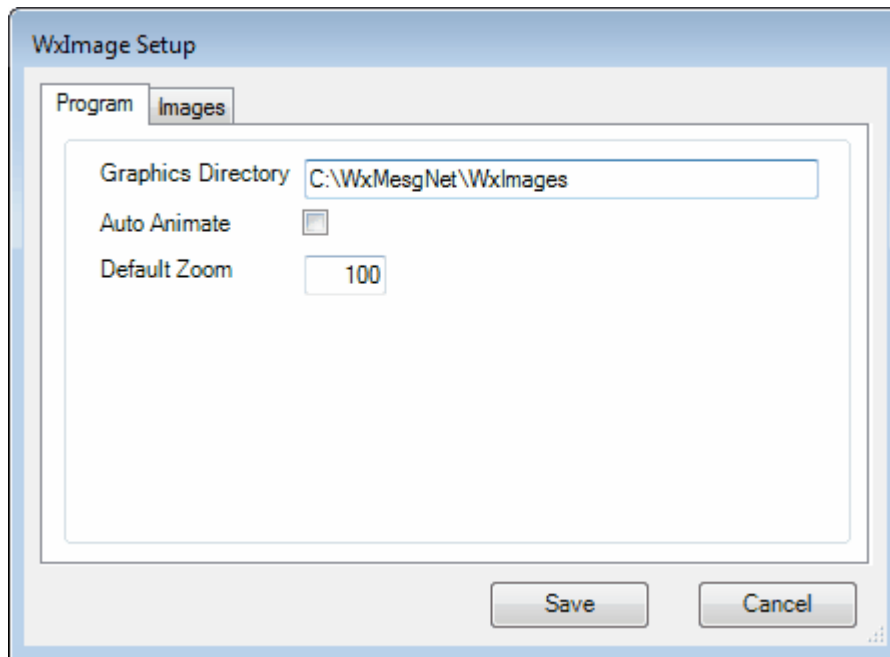 WxImage Setup
Program Images
Graphics Directory C:\WxMesgNet\WxImages
Auto Animate
Default Zoom 100
Save Cancel